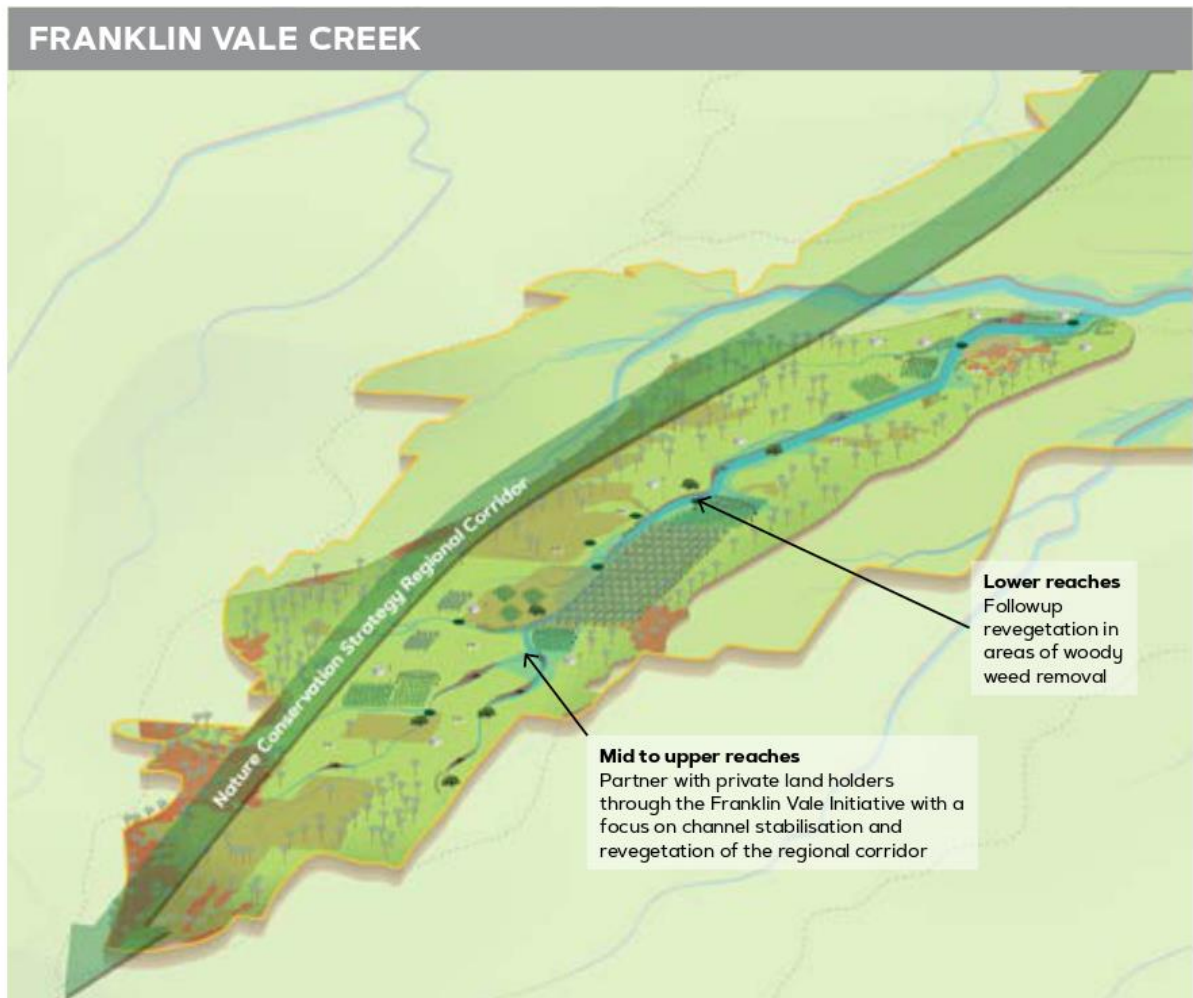 FRANKLIN VALE CREEK
Nature Conservation Strategy Regional Corridor
Lower reaches
Followup
revegetation in
areas of woody
weed removal
Mid to upper reaches
Partner with private land holders
through the Franklin Vale Initiative with a
focus on channel stabilisation and
revegetation of the regional corridor